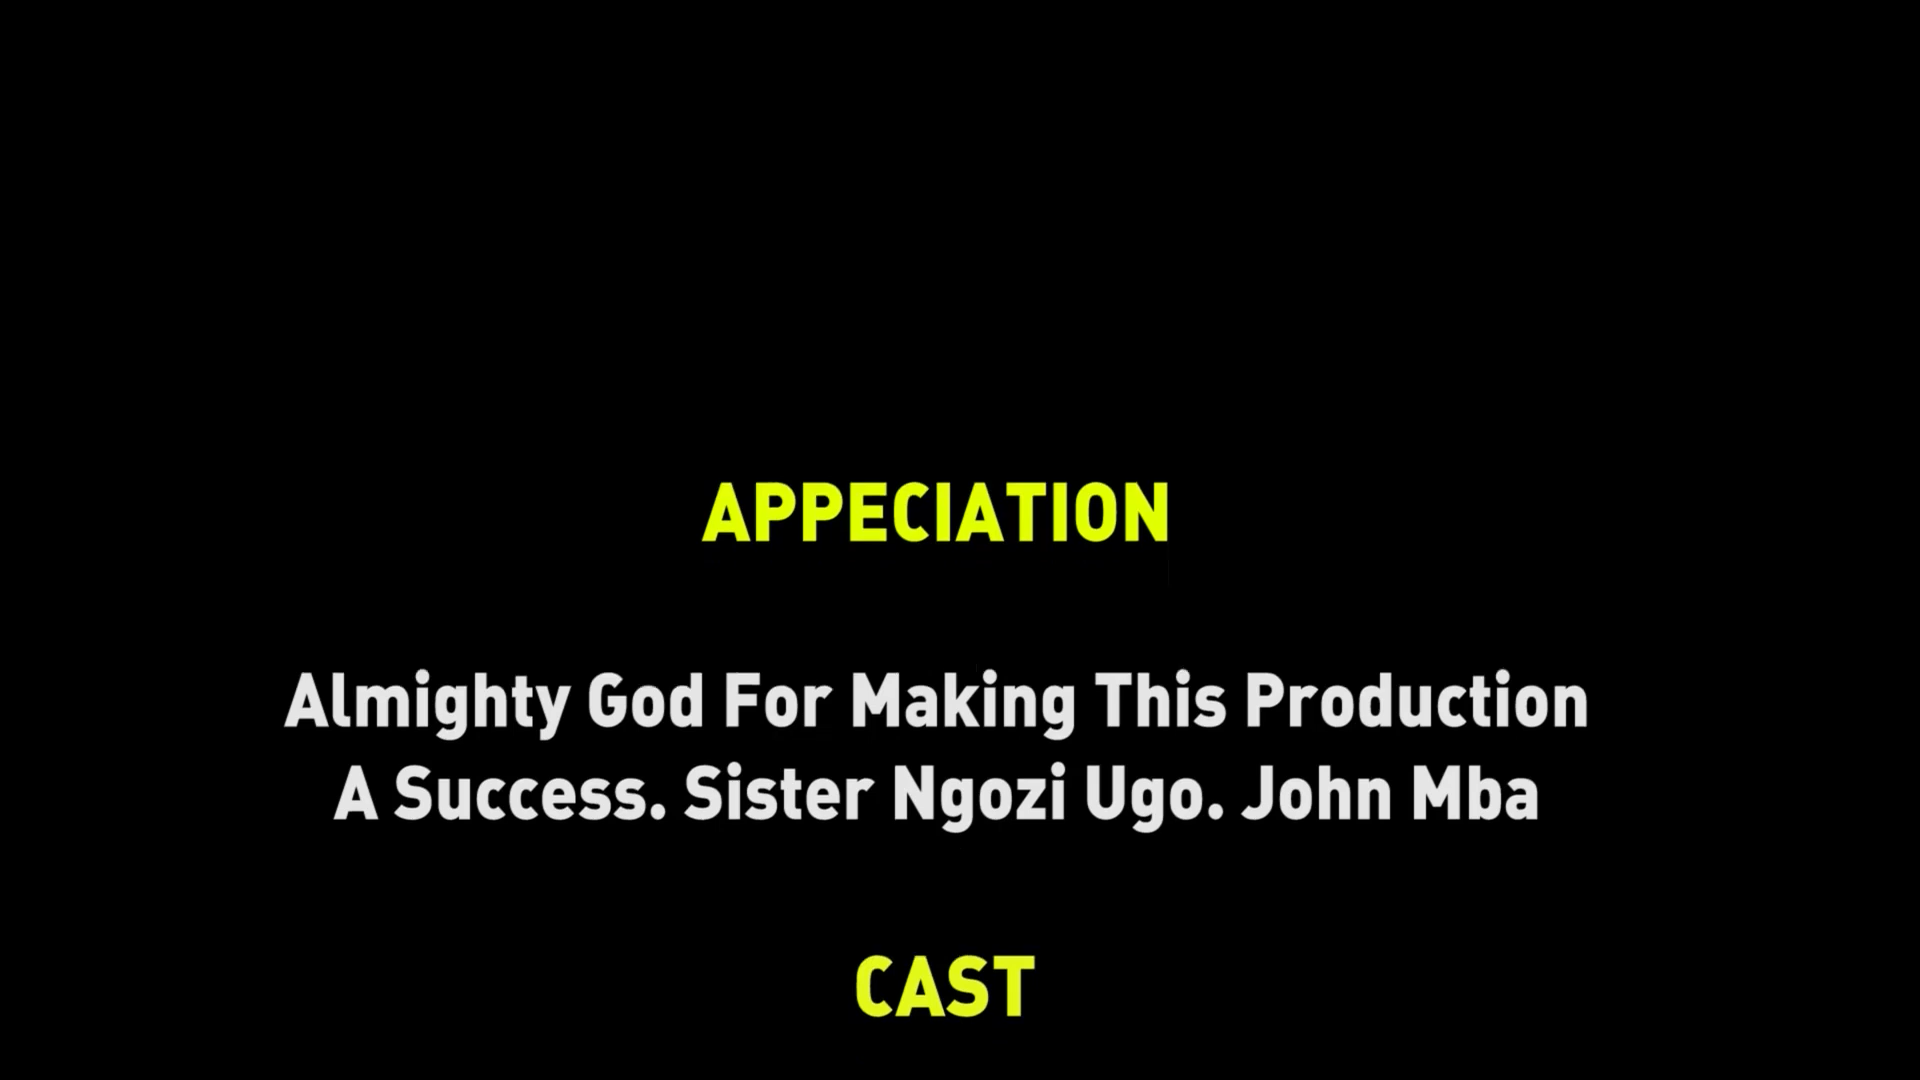 APPECIATION
Almighty God For Making This Production
A Success. Sister Ngozi Ugo. John Mba
CAST